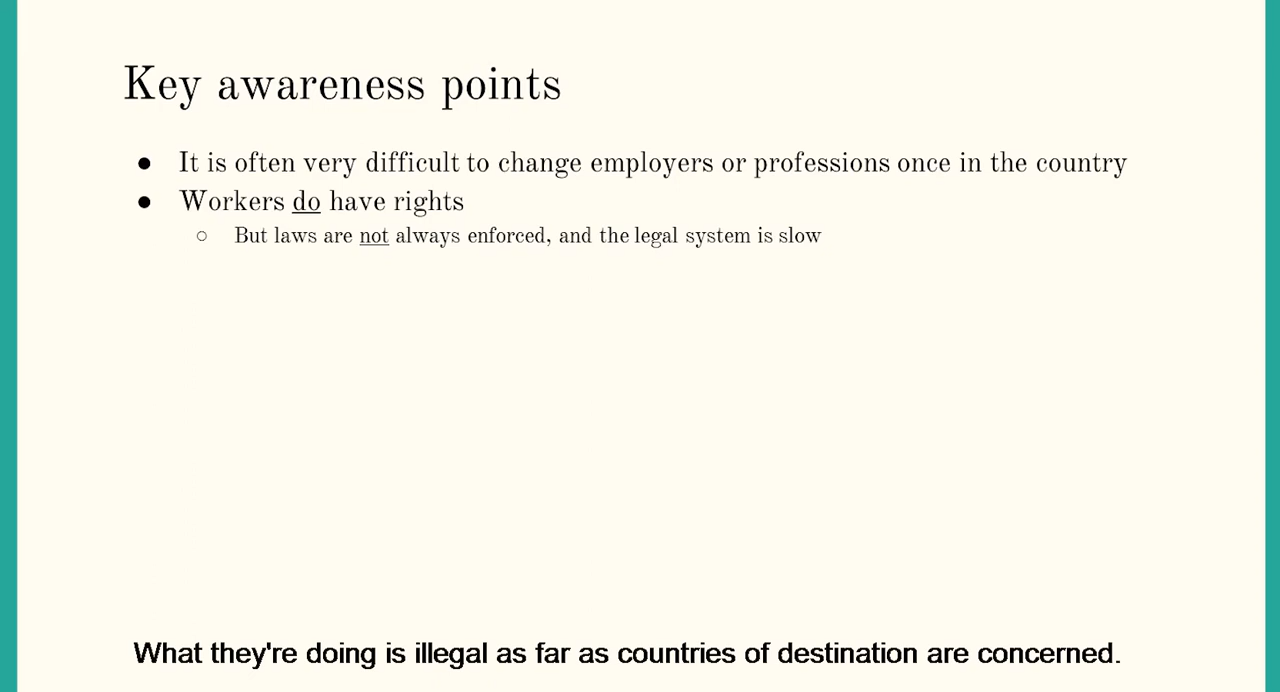 Key awareness points
● It is often very difficult to change employers or professions once in the country
● Workers do have rights
○ But laws are not always enforced, and the legal system is slow
What they're doing is illegal as far as countries of destination are concerned.